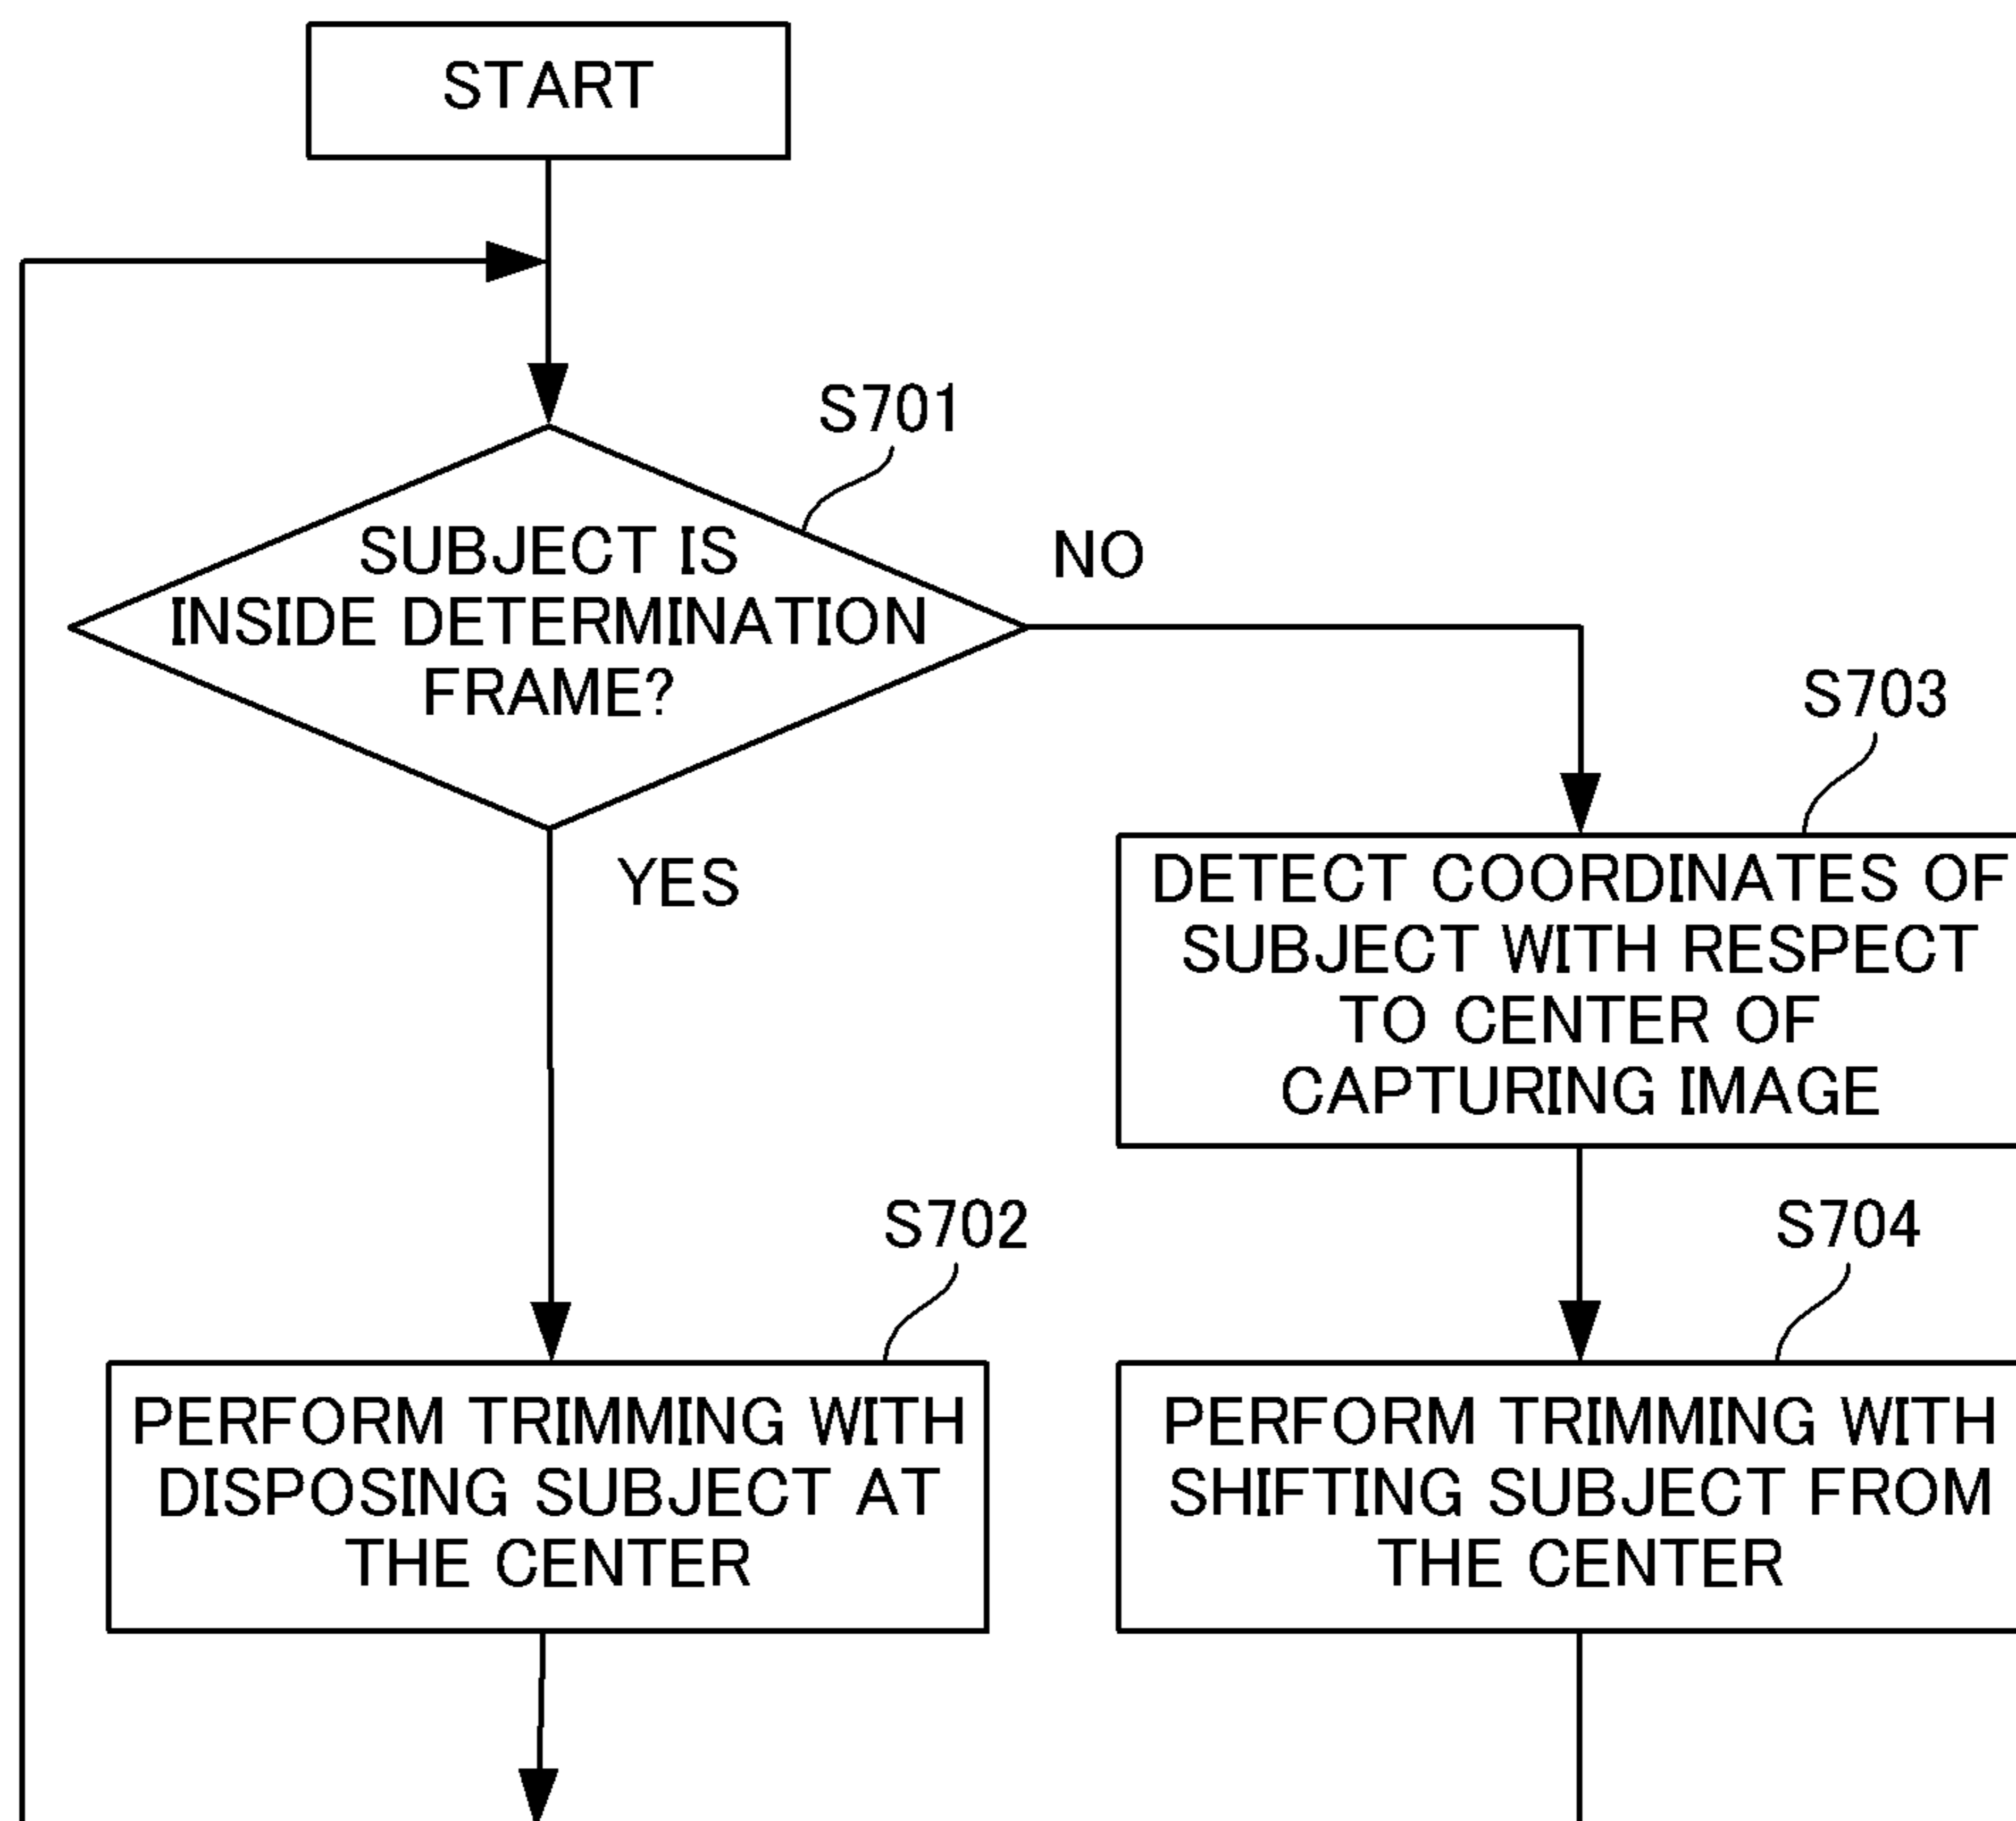 START
S701
SUBJECT IS
INSIDE DETERMINATION
FRAME?
NO
YES
S703
DETECT COORDINATES OF
SUBJECT WITH RESPECT
TO CENTER OF
CAPTURING IMAGE
S702
PERFORM TRIMMING WITH
DISPOSING SUBJECT AT
THE CENTER
S704
PERFORM TRIMMING WITH
SHIFTING SUBJECT FROM
THE CENTER